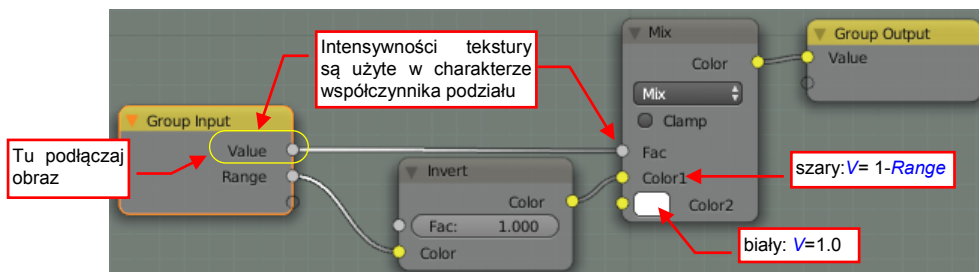 Intensywności tekstury
są użyte w charakterze
współczynnika podziału
Tu podłączaj
obraz
Group Input
Value
Range
Invert
Color
Fac: 1.000
Color
Mix
Color
Mix
Clamp
Fac
Color1
Color2
Group Output
Value
szary:V= 1-Range
biały: V=1.0